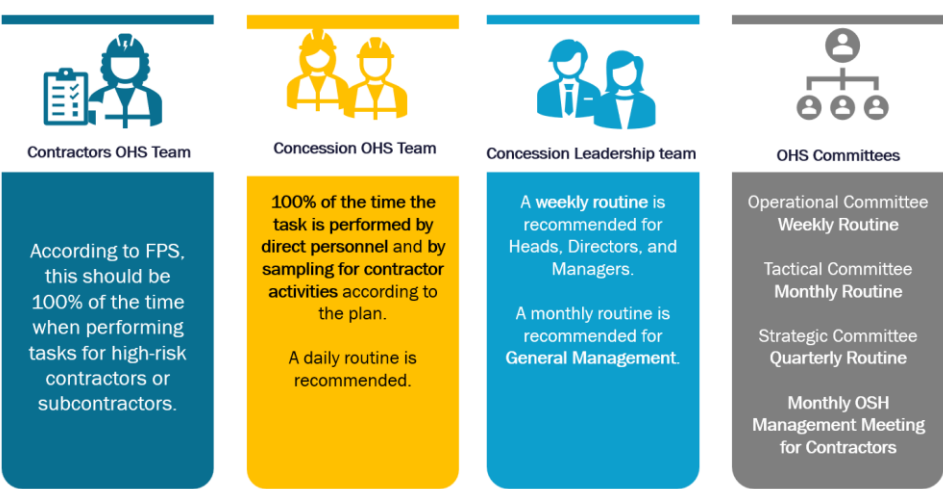 Contractors OHS Team
According to FPS,
this should be
100% of the time
when performing
tasks for high-risk
contractors or
subcontractors.
Concession OHS Team
100% of the time the
task is performed by
direct personnel and by
sampling for contractor
activities according to
the plan.
A daily routine is
recommended.
Concession Leadership team
A weekly routine is
recommended for
Heads, Directors, and
Managers.
A monthly routine is
recommended for
General Management.
OHS Committees
Operational Committee
Weekly Routine
Tactical Committee
Monthly Routine
Strategic Committee
Quarterly Routine
Monthly OSH
Management Meeting
for Contractors